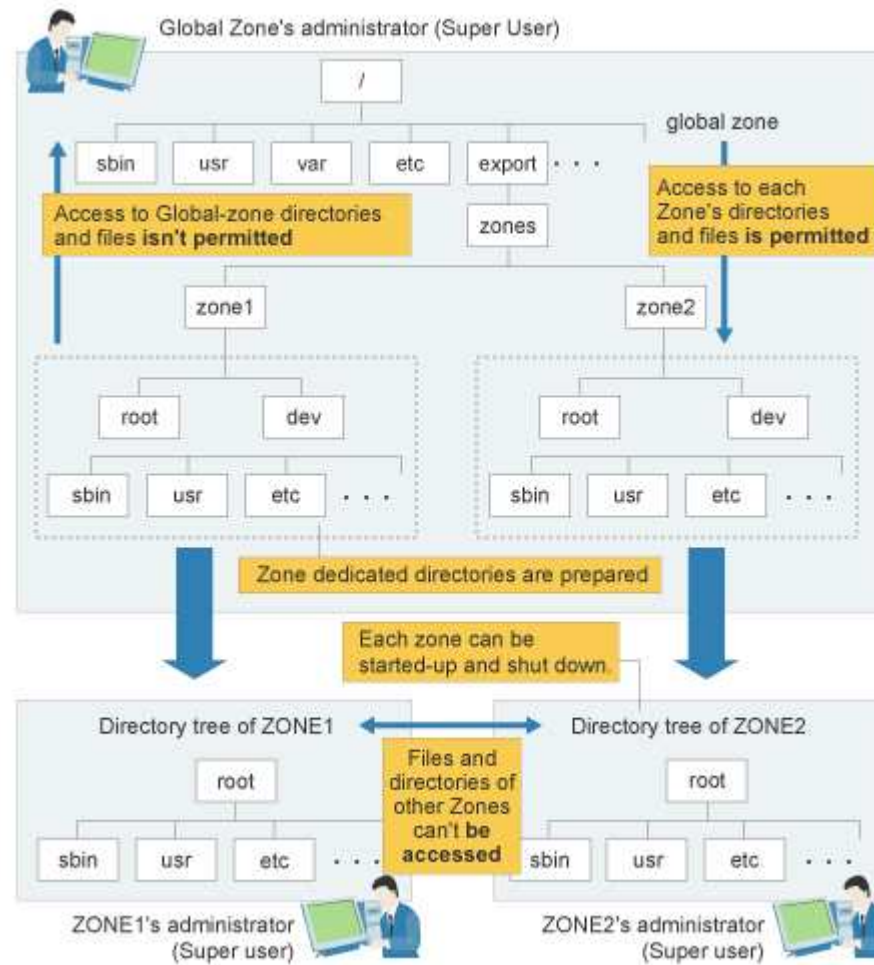 Global Zone's administrator (Super User)
/
global zone
sbin usr var etc export . . .
Access to Global-zone directories
and files isn't permitted
Access to each
Zone's directories
and files is permitted
zones
zone1 zone2
root dev root dev
sbin usr etc . . . sbin usr etc . . .
Zone dedicated directories are prepared
Each zone can be
started-up and shut down.
Directory tree of ZONE1 Directory tree of ZONE2
Files and
directories of
other Zones
can't be
accessed
root root
sbin usr etc . . . sbin usr etc . . .
ZONE1's administrator
(Super user)
ZONE2's administrator
(Super user)